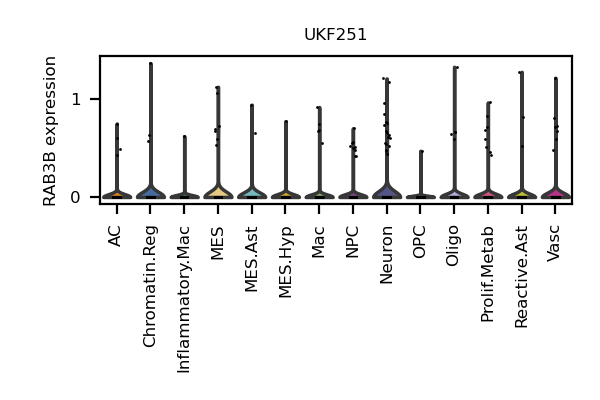 UKF251
RAB3B expression
1
0
AC
Chromatin.Reg
Inflammatory.Mac
MES
MES.Ast
MES.Hyp
Mac
NPC
Neuron
OPC
Oligo
Prolif.Metab
Reactive.Ast
Vasc